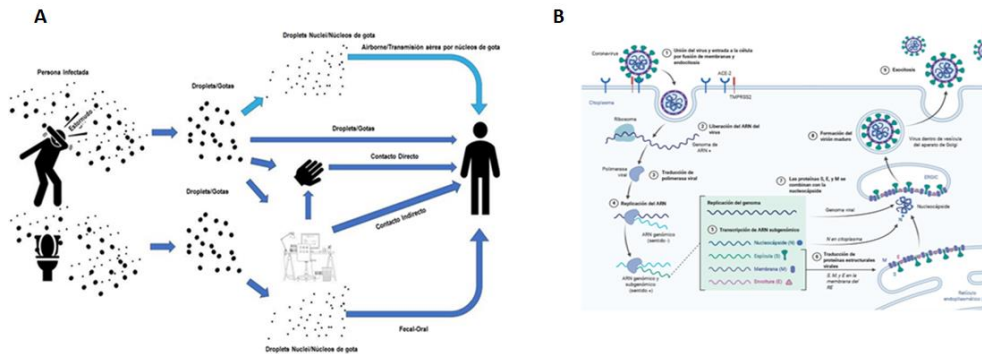 A
Persona Infectada
Estornudo
Droplet/Gotas
Droplet Nuclei/Núcleos de gota
Airborne/Transmisión aérea por núcleos de gota
Droplet/Gotas
Contacto Directo
Contacto Indirecto
Droplet/Gotas
Fecal-Oral
Droplet Nuclei/Núcleos de gota
B
Coronavirus
1 Unión del virus y entrada a la célula
por fusión de membranas y
endocitosis
ACE-2
TMPRSS2
Citoplasma
Ribosoma
2 Liberación del ARN del
virus
Genoma de
ARN +
Polimerasa
viral
3 Traducción de
polimerasa viral
4 Replicación del ARN
ARN genómico
(sentido -)
ARN genómico y
subgenómico
(sentido +)
Replicación del genoma
5 Transcripción de ARN subgenómico
Nucleocápside (N)
Espícula (S)
Membrana (M)
Envoltura (E)
6 Traducción de
proteínas estructurales
virales
S, M, y E en la
membrana del
RE
Retículo
endoplasmático
7 Las proteínas S, E, y M se
combinan con la
nucleocápside
Genoma viral
N en citoplasma
Nucleocápside
ERGIC
8 Formación del
virión maduro
Virus dentro de vesícula
del aparato de Golgi
9 Exocitosis